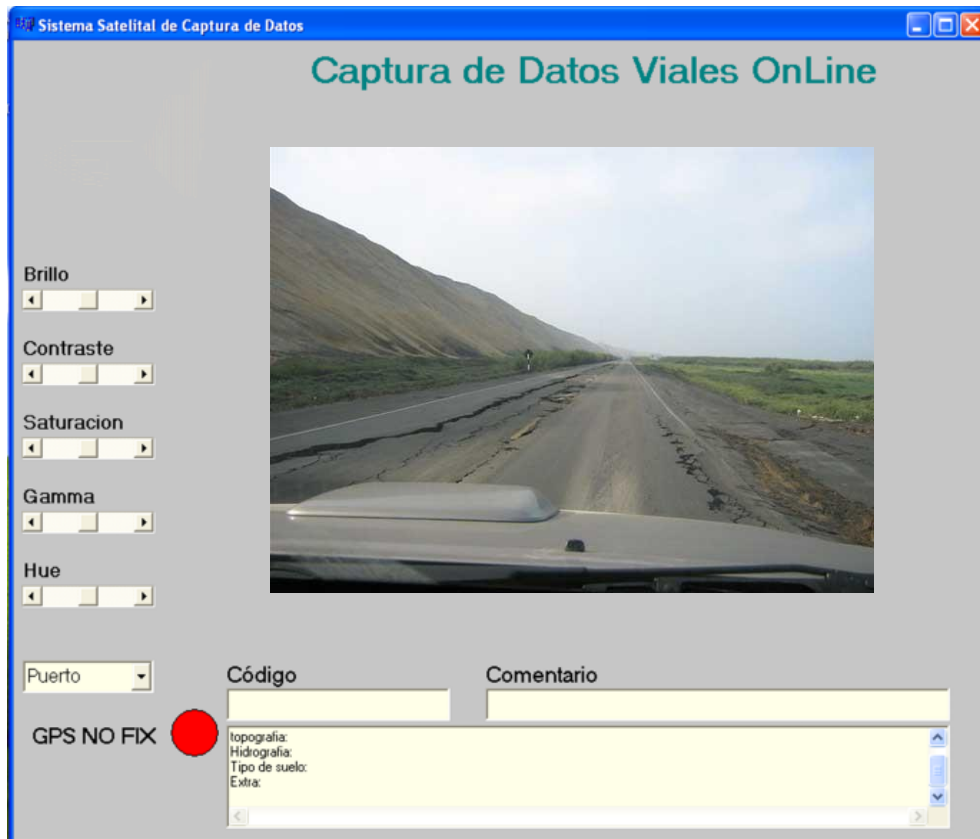 Sistema Satelital de Captura de Datos
Captura de Datos Viales OnLine
Brillo
Contraste
Saturacion
Gamma
Hue
Puerto
Código
Comentario
GPS NO FIX
topografia:
Hidrografia:
Tipo de suelo:
Extra: